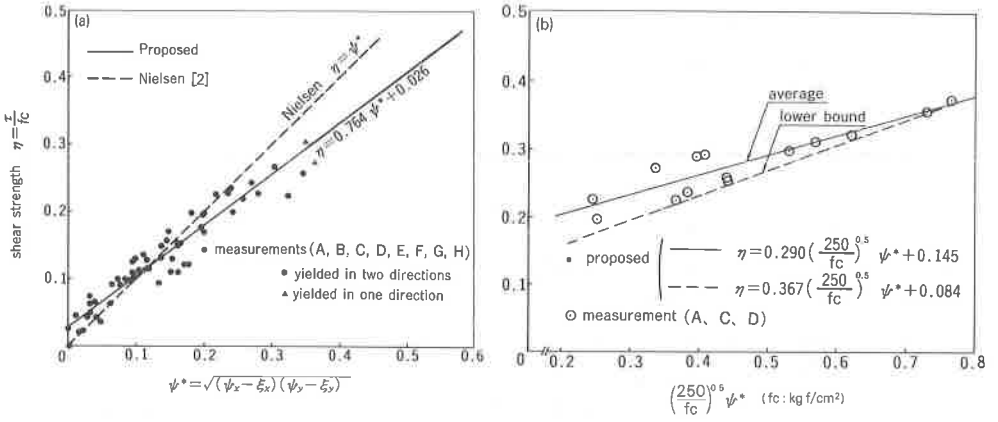 (a)
0.5
0.4
0.3
0.2
0.1
0
0.1
0.2
0.3
0.4
0.5
0.6
shear strength η=τ/fc
Proposed
Nielsen [2]
Nielsen η=ψ*
η=0.764 ψ*+0.026
measurements (A, B, C, D, E, F, G, H)
yielded in two directions
yielded in one direction
ψ*=√(ψx−ξx)(ψy−ξy)
(b)
0.5
0.4
0.3
0.2
0.1
0
0.2
0.3
0.4
0.5
0.6
0.7
0.8
average
lower bound
proposed
η=0.290(250/fc)^0.5 ψ*+0.145
η=0.367(250/fc)^0.5 ψ*+0.084
measurement (A, C, D)
(250/fc)^0.5 ψ* (fc: kgf/cm²)